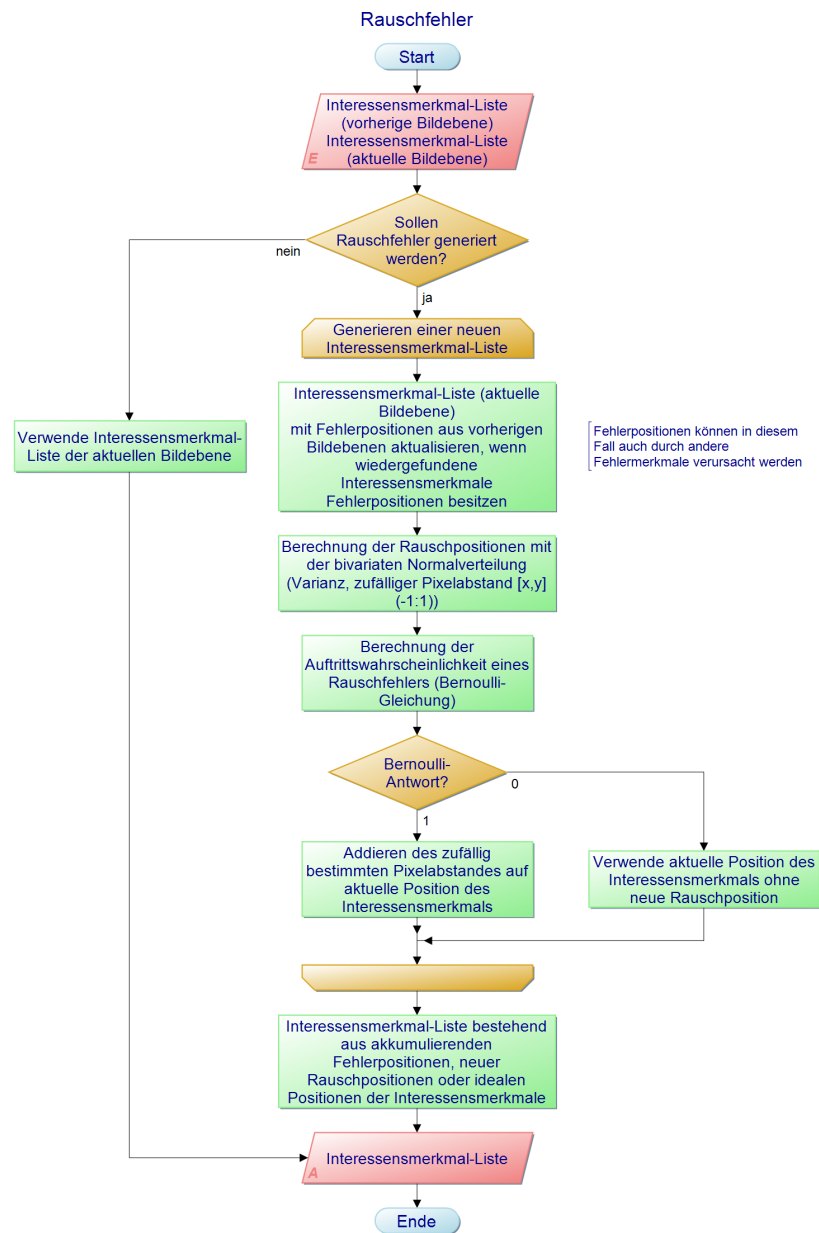 Rauschfehler
Start
Interessensmerkmal-Liste
(vorherige Bildebene)
Interessensmerkmal-Liste
(aktuelle Bildebene)
E
Sollen
Rauschfehler generiert
werden?
nein
ja
Generieren einer neuen
Interessensmerkmal-Liste
Interessensmerkmal-Liste (aktuelle
Bildebene)
mit Fehlerpositionen aus vorherigen
Bildebenen aktualisieren, wenn
wiedergefundene
Interessensmerkmale
Fehlerpositionen besitzen
Verwende Interessensmerkmal-
Liste der aktuellen Bildebene
Fehlerpositionen können in diesem
Fall auch durch andere
Fehlermerkmale verursacht werden
Berechnung der Rauschpositionen mit
der bivariaten Normalverteilung
(Varianz, zufälliger Pixelabstand [x,y]
(-1:1))
Berechnung der
Auftrittswahrscheinlichkeit eines
Rauschfehlers (Bernoulli-
Gleichung)
Bernoulli-
Antwort?
0
1
Addieren des zufällig
bestimmten Pixelabstandes auf
aktuelle Position des
Interessensmerkmals
Verwende aktuelle Position des
Interessensmerkmals ohne
neue Rauschposition
Interessensmerkmal-Liste bestehend
aus akkumulierenden
Fehlerpositionen, neuer
Rauschpositionen oder idealen
Positionen der Interessensmerkmale
Interessensmerkmal-Liste
A
Ende